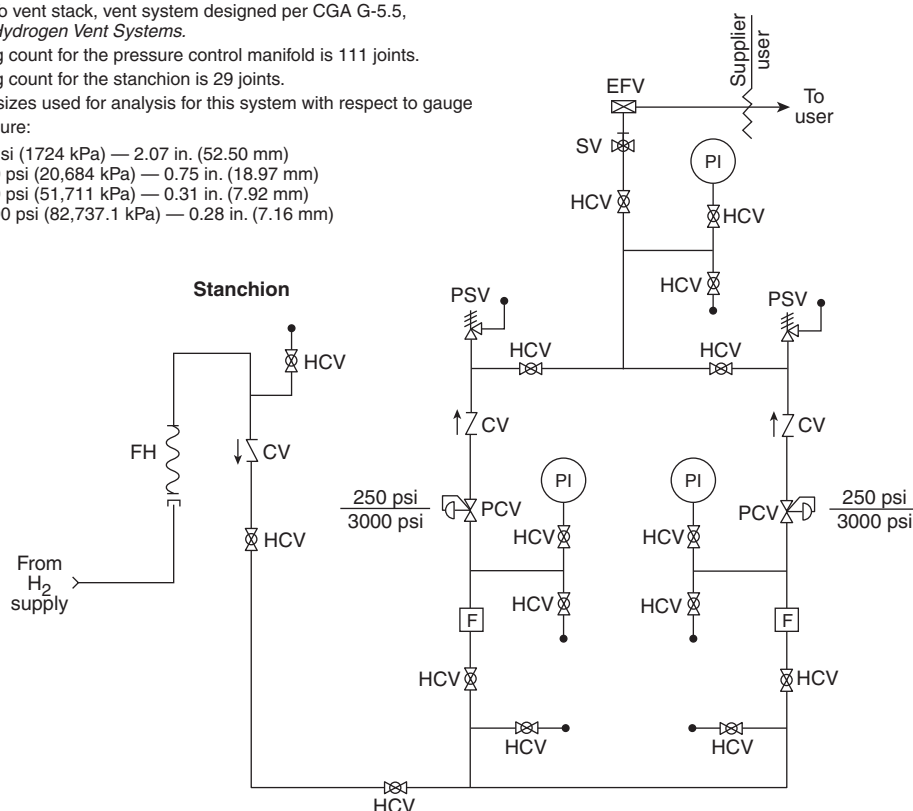 o vent stack, vent system designed per CGA G-5.5,
Hydrogen Vent Systems.
g count for the pressure control manifold is 111 joints.
g count for the stanchion is 29 joints.
sizes used for analysis for this system with respect to gauge
ure:
si (1724 kPa) — 2.07 in. (52.50 mm)
psi (20,684 kPa) — 0.75 in. (18.97 mm)
psi (51,711 kPa) — 0.31 in. (7.92 mm)
00 psi (82,737.1 kPa) — 0.28 in. (7.16 mm)
Supplier
user
EFV
To
user
SV
PI
HCV
HCV
HCV
Stanchion
PSV
PSV
HCV
HCV
HCV
FH
CV
CV
CV
PI
PI
250 psi
3000 psi
PCV
PCV
250 psi
3000 psi
HCV
HCV
HCV
From
H2
supply
HCV
HCV
F
F
HCV
HCV
HCV
HCV
HCV